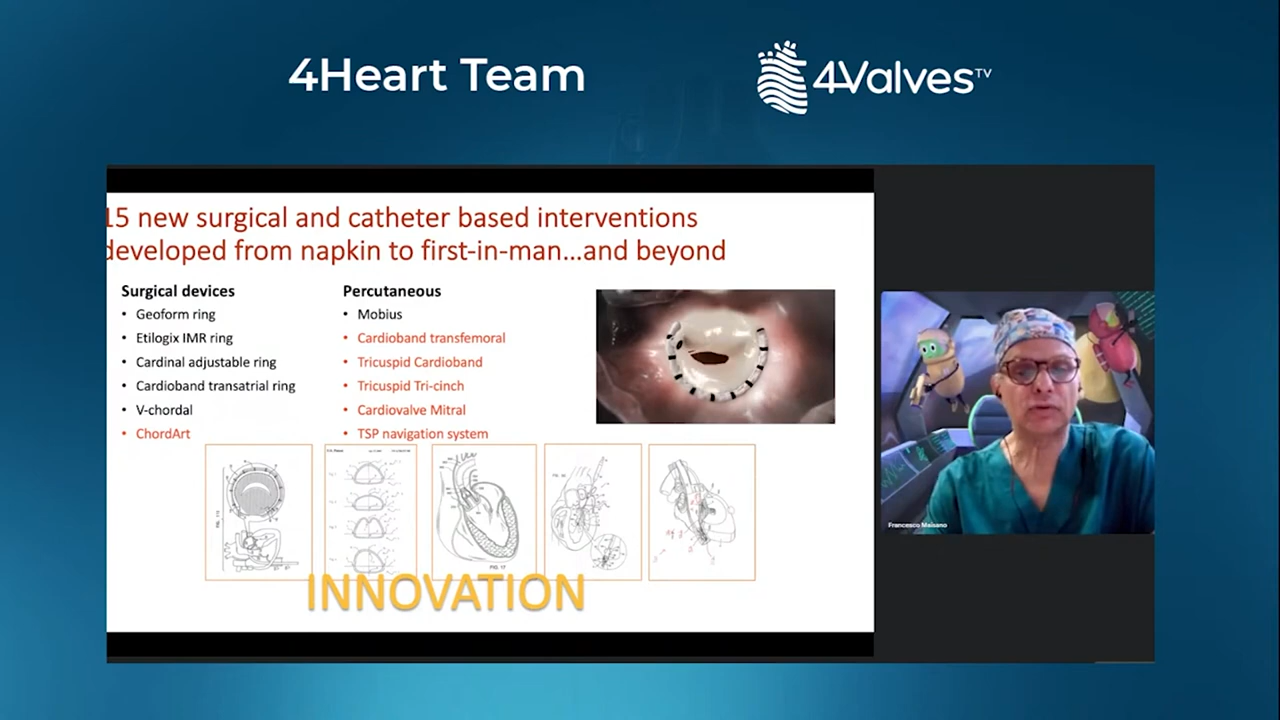 4Heart Team
4Valves TV
15 new surgical and catheter based interventions
developed from napkin to first-in-man...and beyond
Surgical devices
• Geoform ring
• Etilogix IMR ring
• Cardinal adjustable ring
• Cardioband transatrial ring
• V-chordal
• ChordArt
Percutaneous
• Mobius
• Cardioband transfemoral
• Tricuspid Cardioband
• Tricuspid Tri-cinch
• Cardiovalve Mitral
• TSP navigation system
FIG. 17
INNOVATION
Francesco Maisano